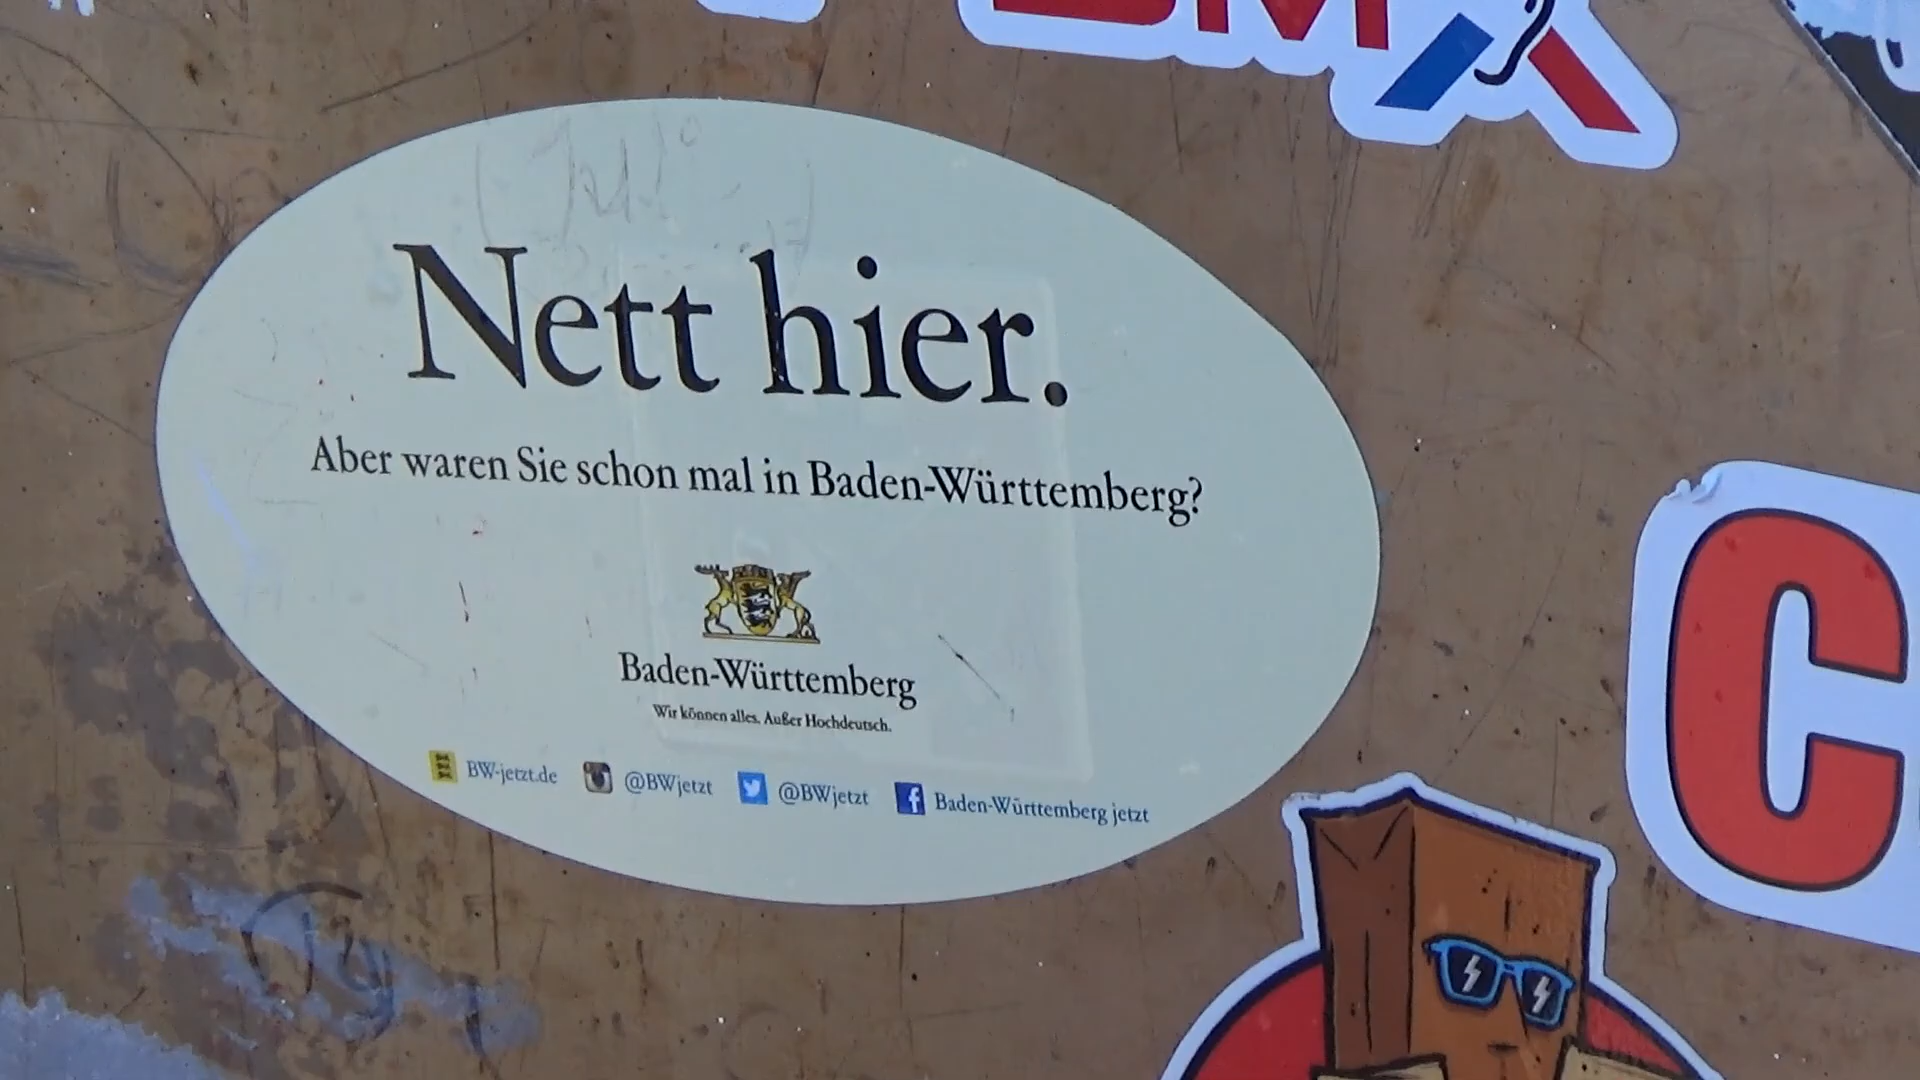 BMX
Nett hier.
Aber waren Sie schon mal in Baden-Württemberg?
Baden-Württemberg
Wir können alles. Außer Hochdeutsch.
BW-jetzt.de @BWjetzt @BWjetzt Baden-Württemberg jetzt
C